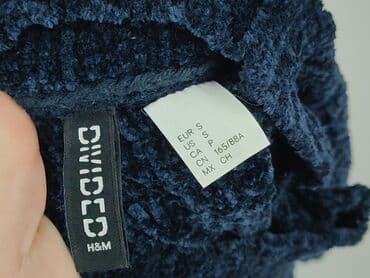 DIVIDED
H&M
EUR S
US S
CA P
CN 165/88A
MX CH